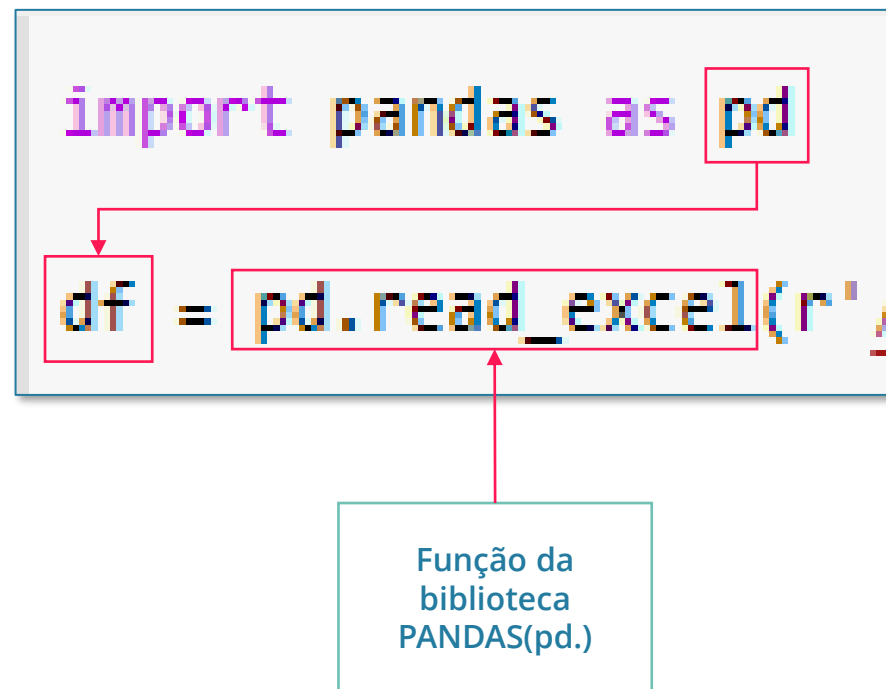 import pandas as pd
df = pd.read_excel(r'
Função da
biblioteca
PANDAS(pd.)